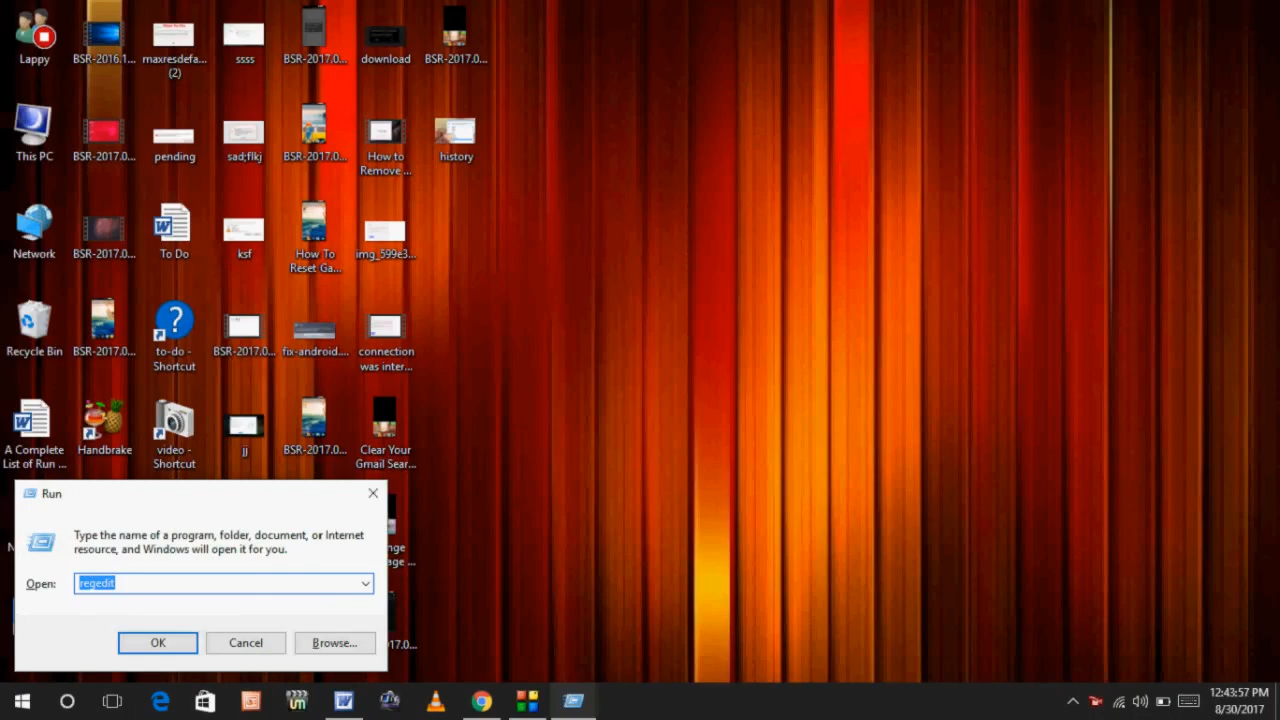 Lappy
BSR-2016.1...
maxresdefa...
(2)
ssss
BSR-2017.0...
download
BSR-2017.0...
This PC
BSR-2017.0...
pending
sad;flkj
BSR-2017.0...
How to
Remove ...
history
Network
BSR-2017.0...
To Do
ksf
How To
Reset Ga...
img_599e3...
Recycle Bin
BSR-2017.0...
to-do -
Shortcut
BSR-2017.0...
fix-android....
connection
was inter...
A Complete
List of Run ...
Handbrake
video -
Shortcut
jj
BSR-2017.0...
Clear Your
Gmail Sear...
Run
Type the name of a program, folder, document, or Internet
resource, and Windows will open it for you.
Open:
regedit
OK
Cancel
Browse...
12:43:57 PM
8/30/2017